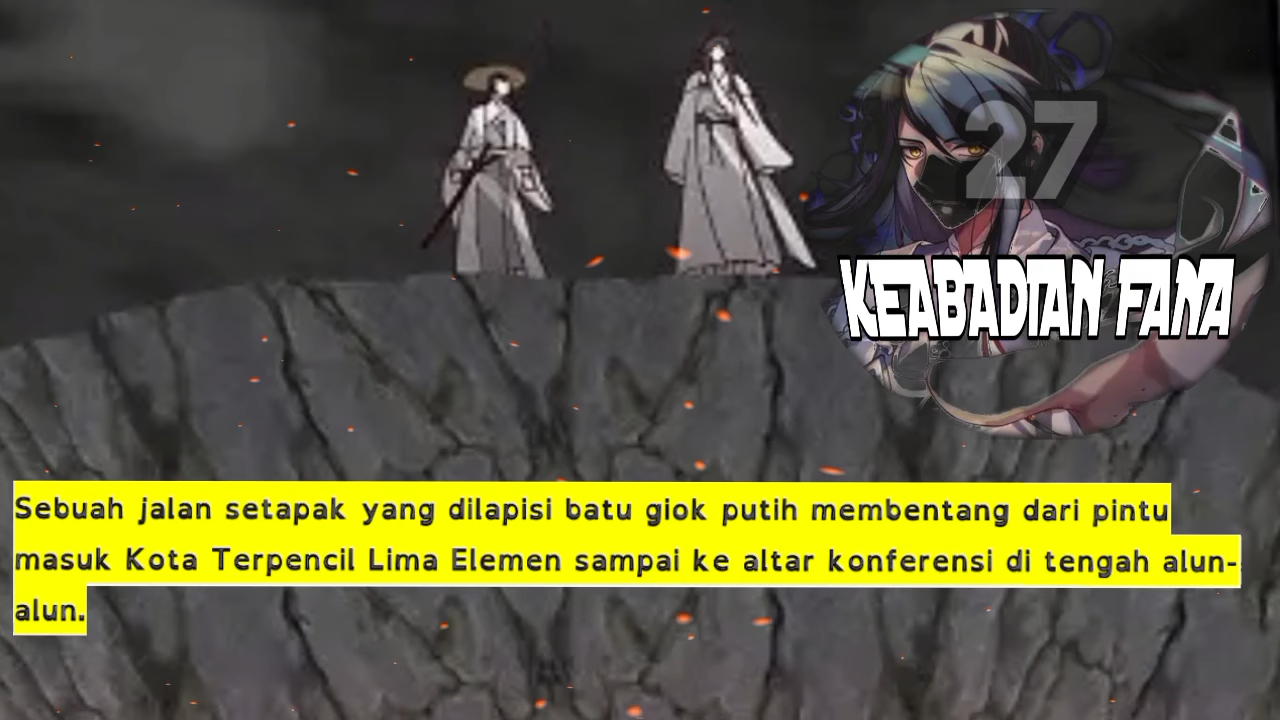 27
KEABADIAN FANA
Sebuah jalan setapak yang dilapisi batu giok putih membentang dari pintu
masuk Kota Terpencil Lima Elemen sampai ke altar konferensi di tengah alun-
alun.